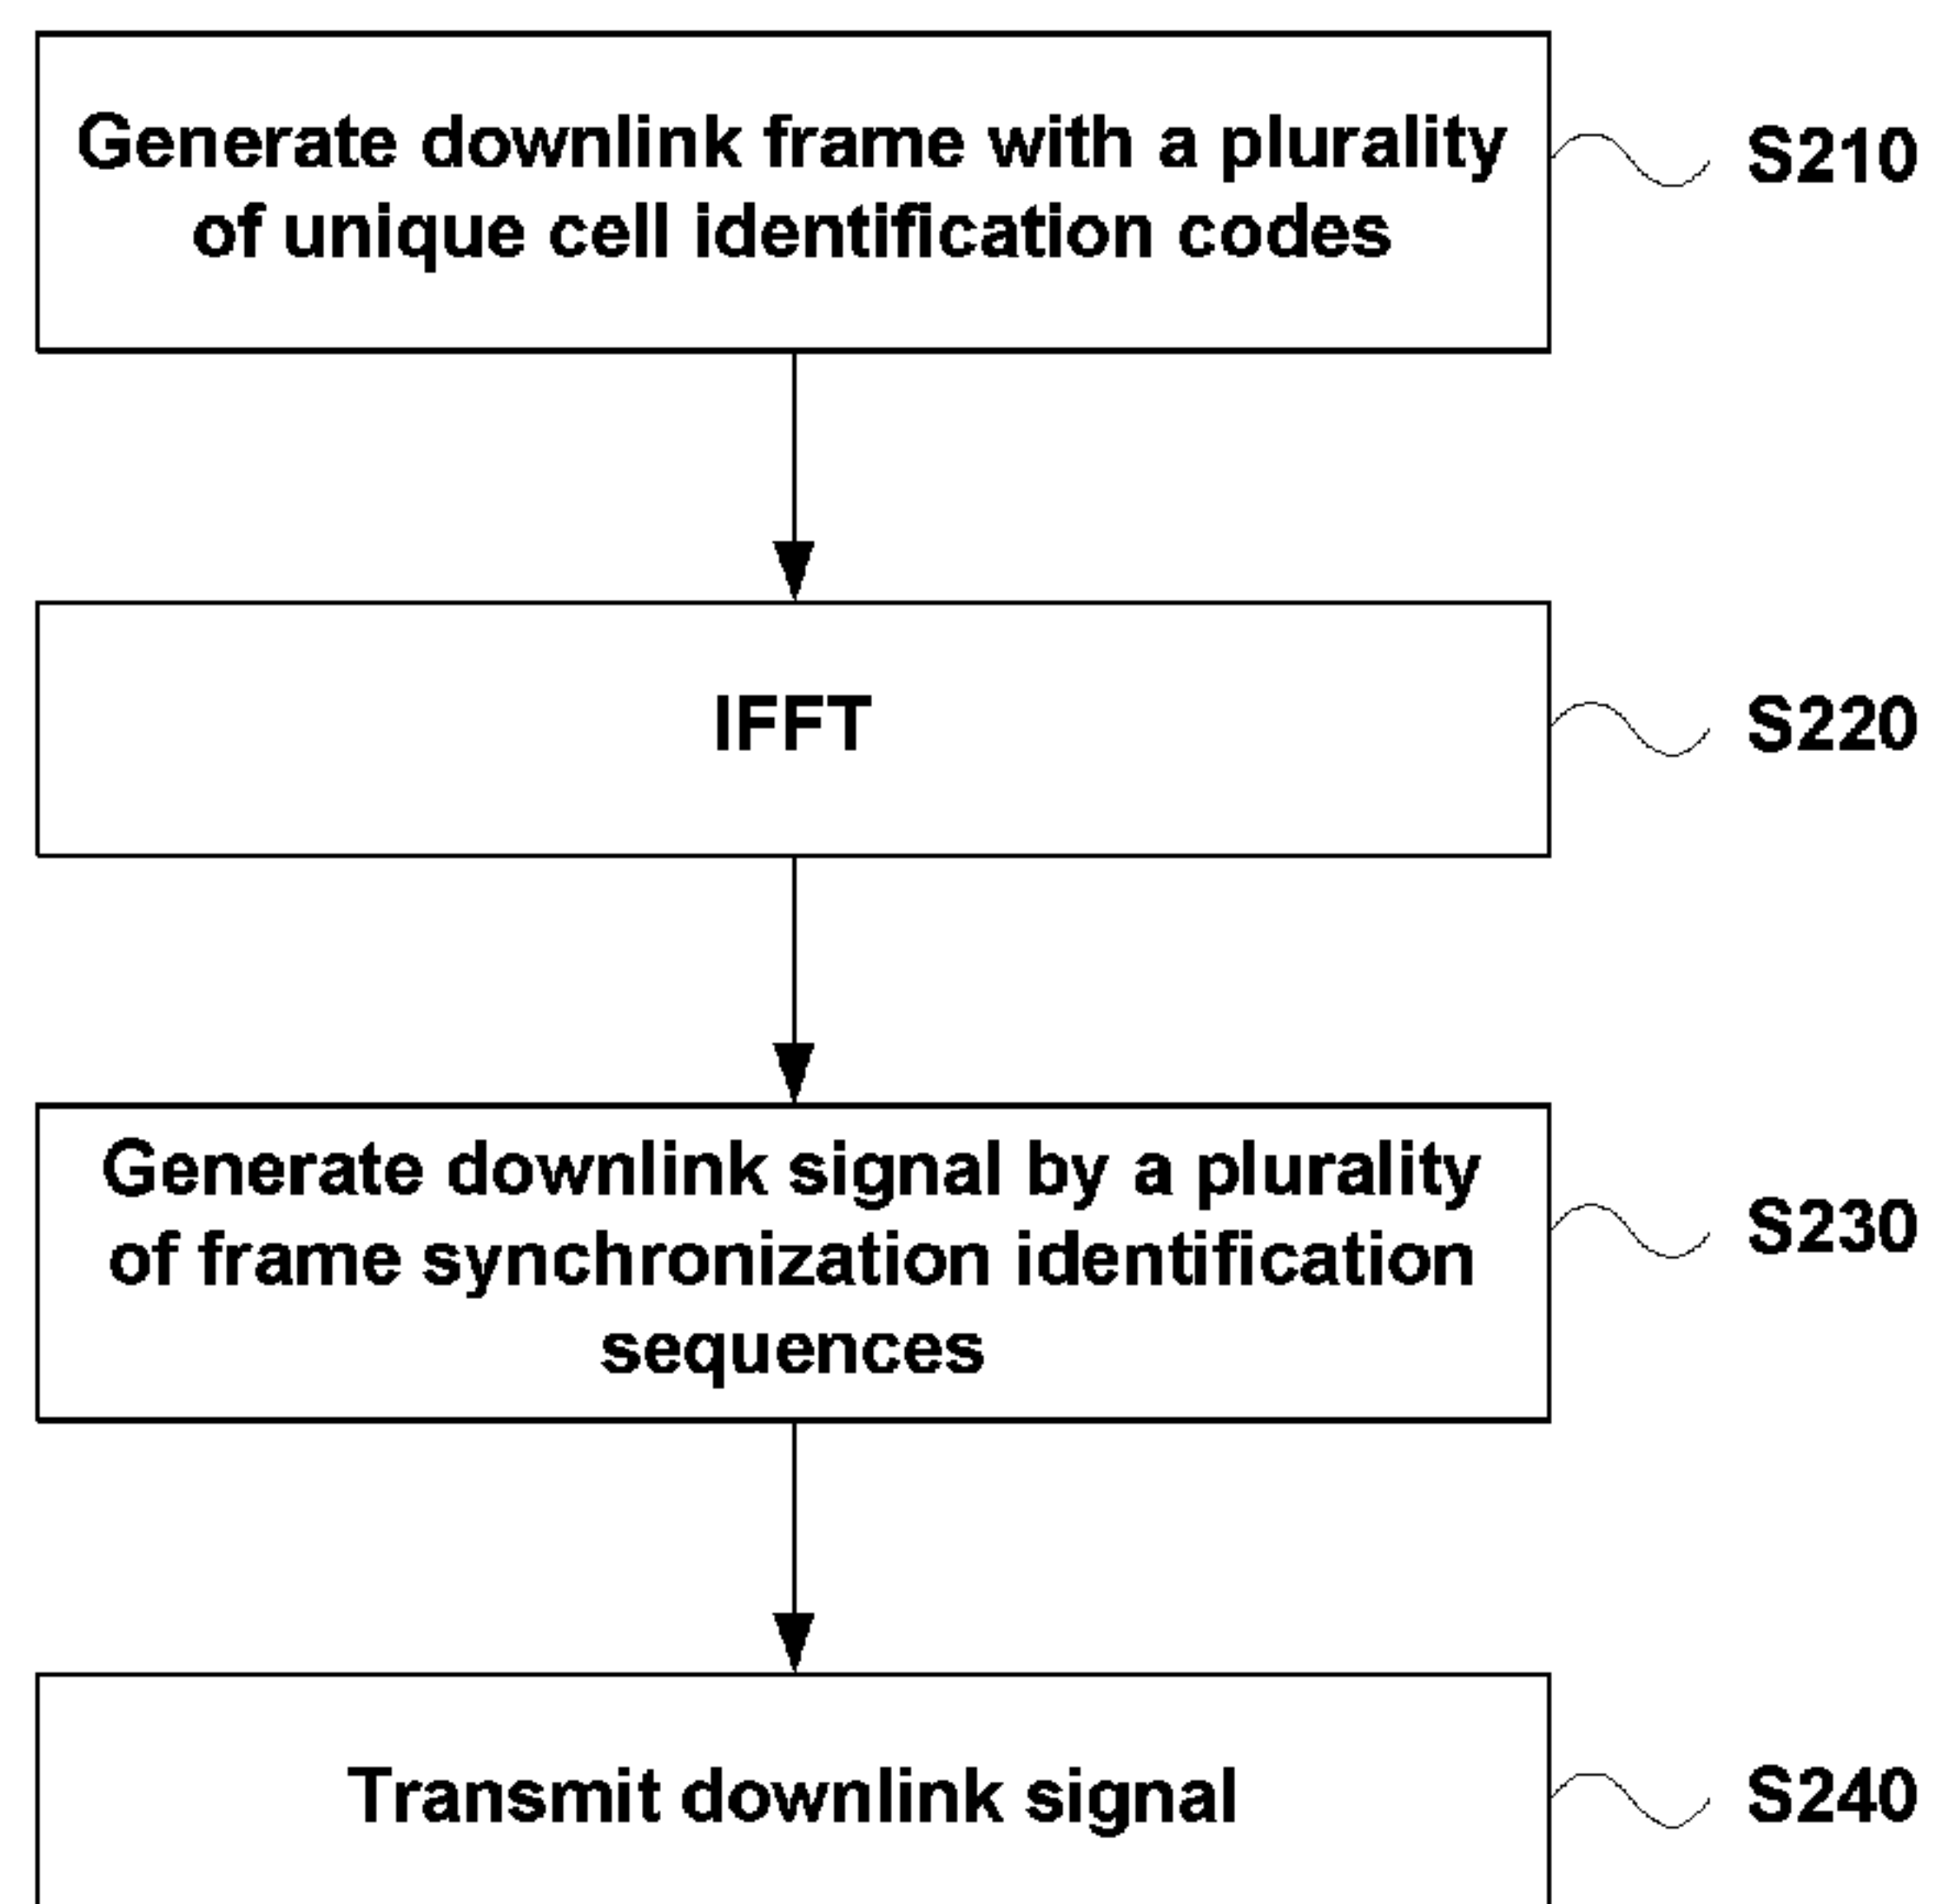 Generate downlink frame with a plurality
of unique cell identification codes
S210
IFFT
S220
Generate downlink signal by a plurality
of frame synchronization identification
sequences
S230
Transmit downlink signal
S240